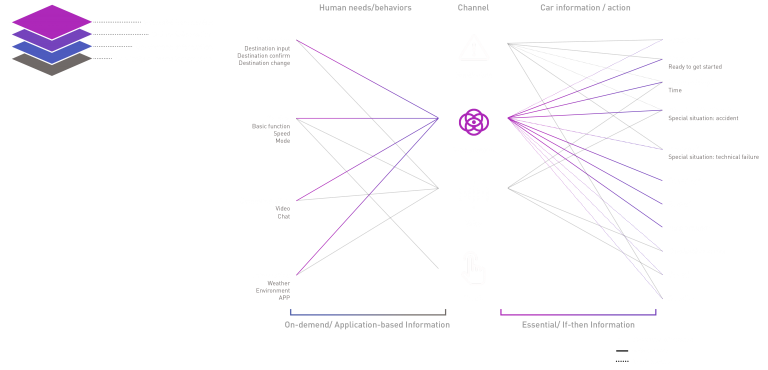 Human needs/behaviors
Channel
Car information / action
Destination input
Destination confirm
Destination change
Ready to get started
Time
Special situation: accident
Basic function
Speed
Mode
Special situation: technical failure
Video
Chat
Weather
Environment
APP
On-demend/ Application-based Information
Essential/ If-then Information